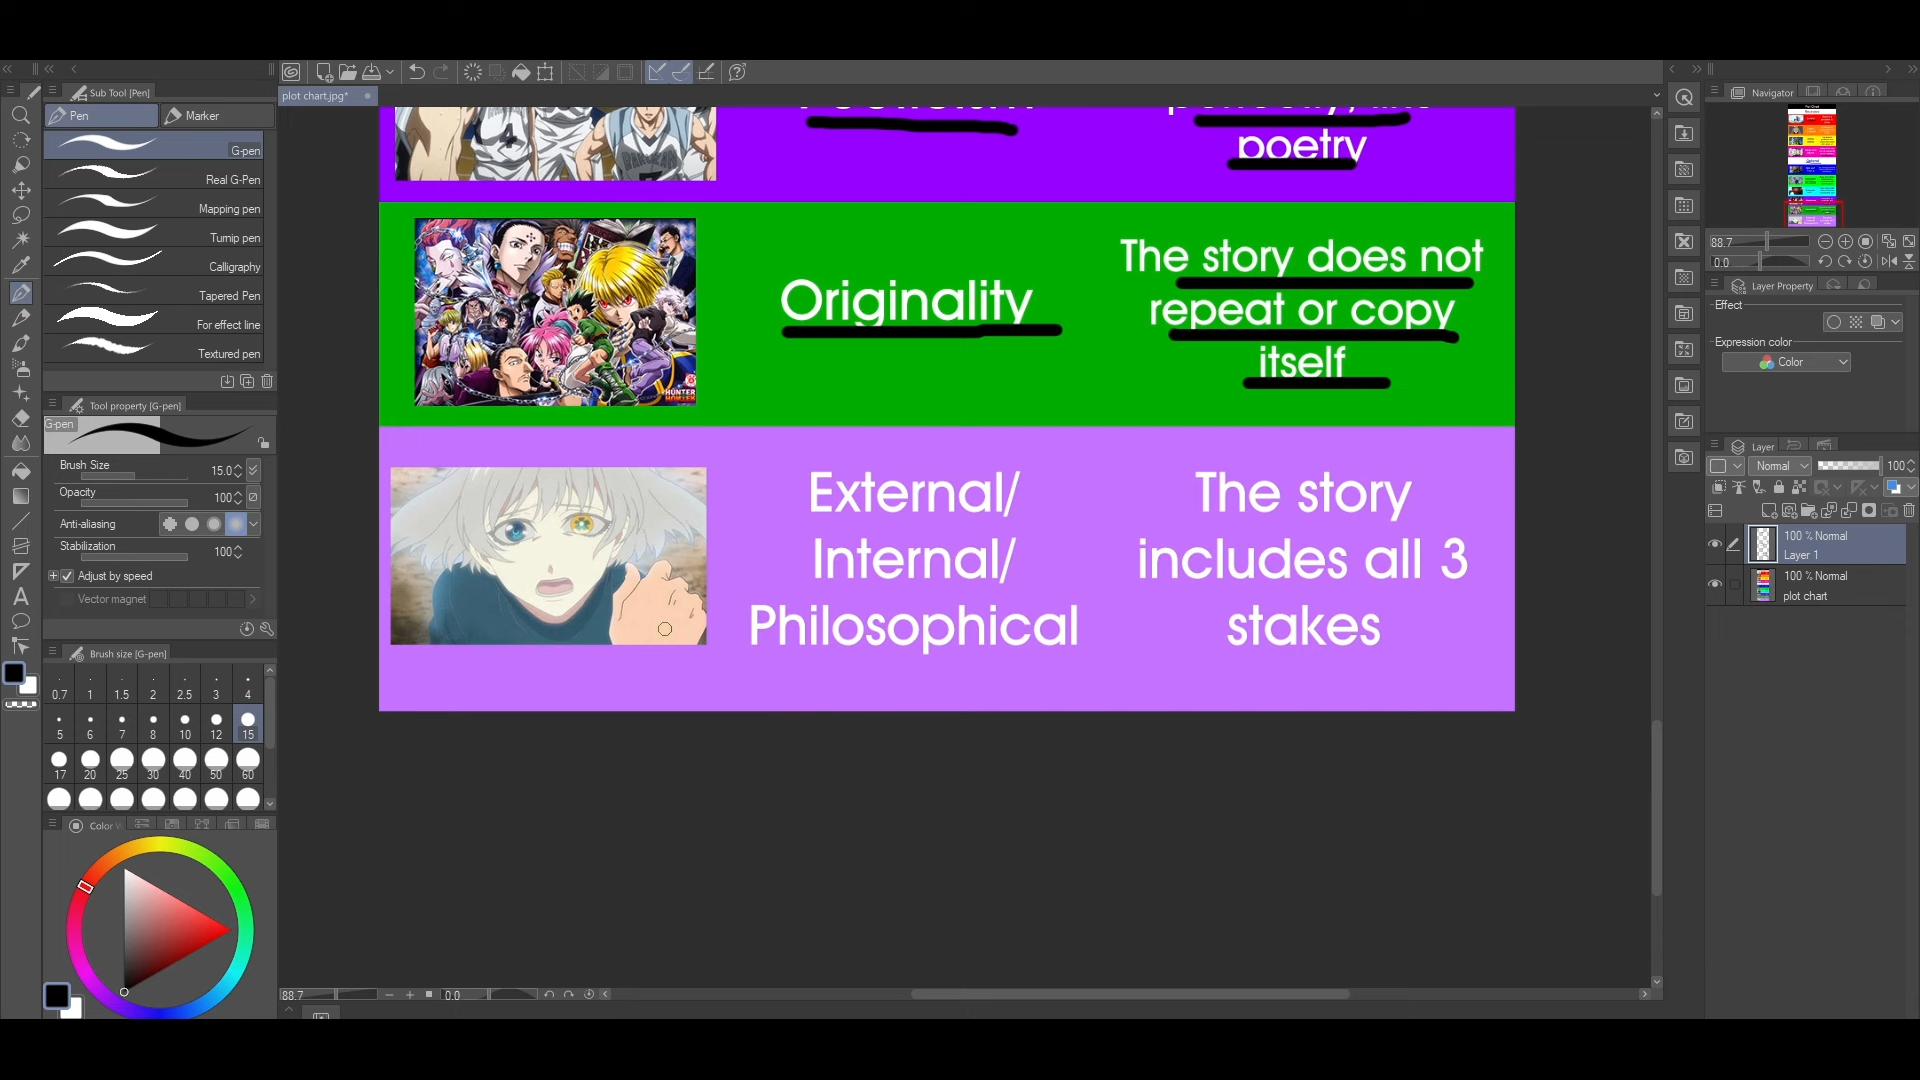 Sub Tool [Pen]
Pen
Marker
G-pen
Real G-Pen
Mapping pen
Turnip pen
Calligraphy
Tapered Pen
For effect line
Textured pen
Tool property [G-pen]
G-pen
Brush Size
15.0
Opacity
100
Anti-aliasing
Stabilization
100
Adjust by speed
Vector magnet
Brush size [G-pen]
0.7 1 1.5 2 2.5 3 4
5 6 7 8 10 12 15
17 20 25 30 40 50 60
Color
plot chart.jpg*
poetry
4
HUNTER
Originality
The story does not
repeat or copy
itself
External/
Internal/
Philosophical
The story
includes all 3
stakes
88.7
0.0
Navigator
88.7
0.0
Layer Property
Effect
Expression color
Color
Layer
Normal
100
100 % Normal
Layer 1
100 % Normal
plot chart